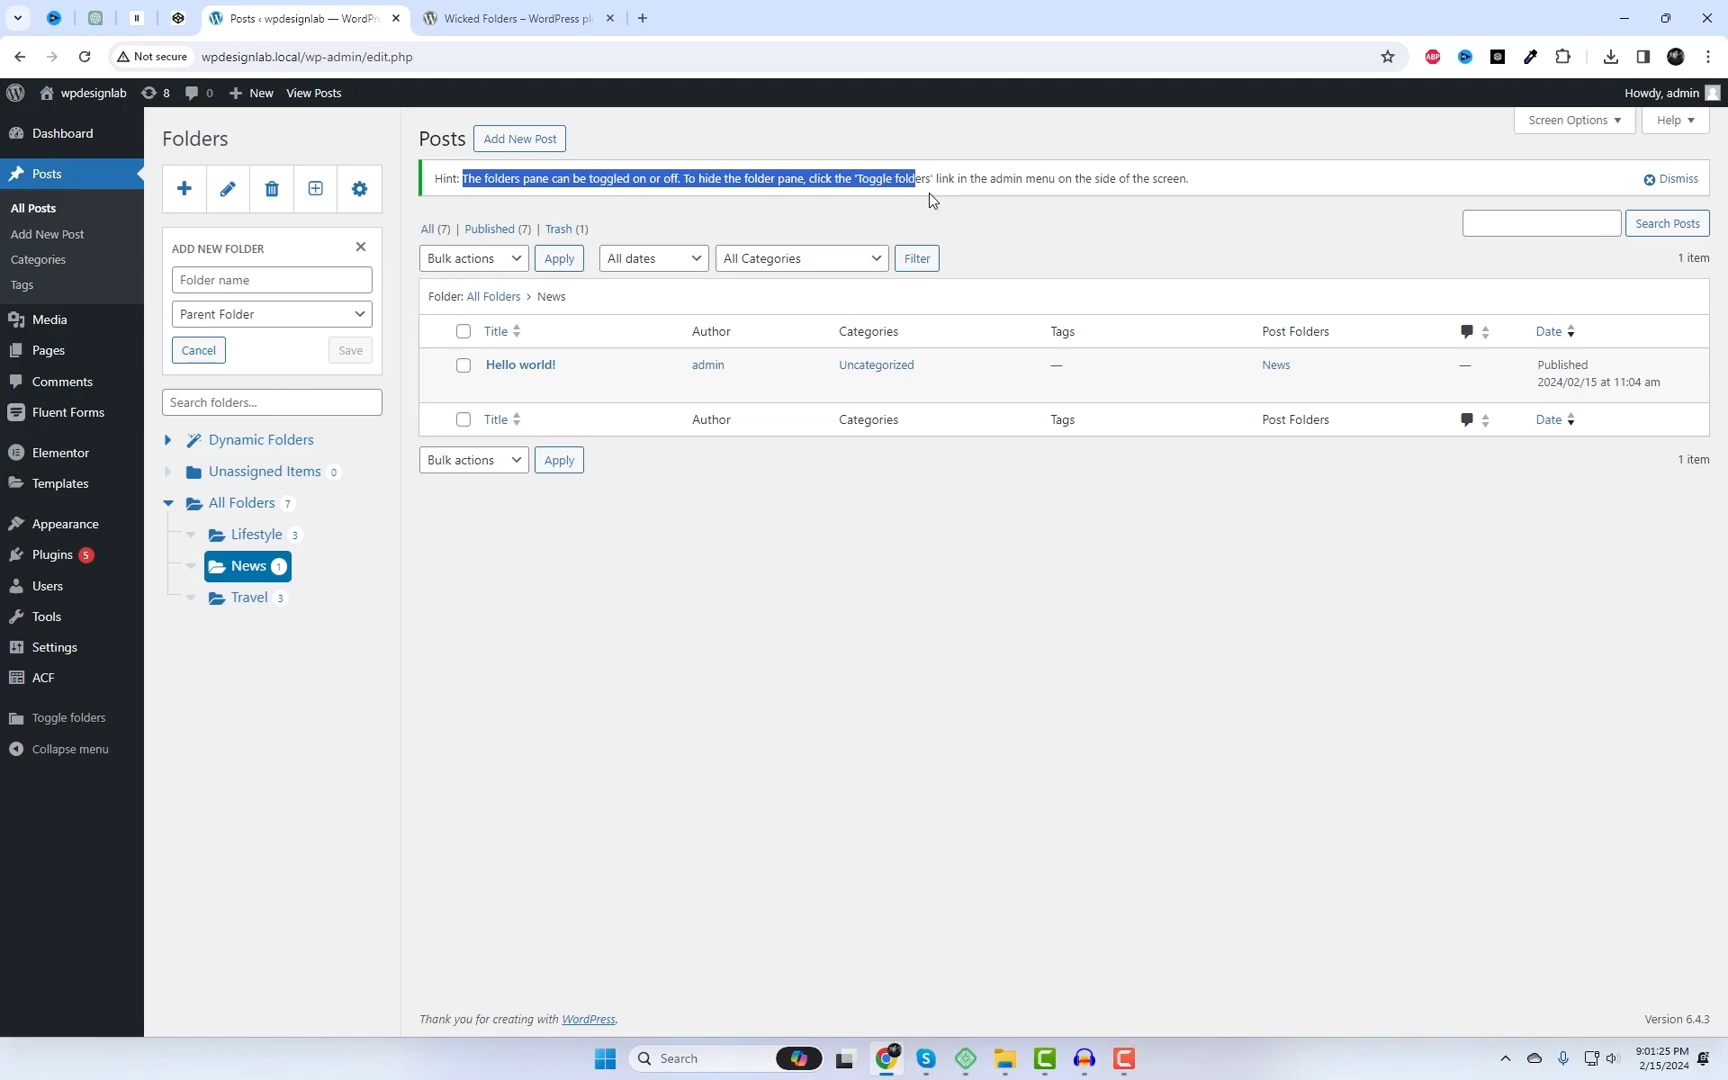 Posts ‹ wpdesignlab — WordPr
Wicked Folders – WordPress pl
Not secure
wpdesignlab.local/wp-admin/edit.php
ABP
wpdesignlab
8
0
New
View Posts
Howdy, admin
Dashboard
Posts
All Posts
Add New Post
Categories
Tags
Media
Pages
Comments
Fluent Forms
Elementor
Templates
Appearance
Plugins 5
Users
Tools
Settings
ACF
Toggle folders
Collapse menu
Folders
ADD NEW FOLDER
Folder name
Parent Folder
Cancel
Save
Search folders...
Dynamic Folders
Unassigned Items 0
All Folders 7
Lifestyle 3
News 1
Travel 3
Posts
Add New Post
Screen Options
Help
Hint: The folders pane can be toggled on or off. To hide the folder pane, click the 'Toggle folders' link in the admin menu on the side of the screen.
Dismiss
All (7) | Published (7) | Trash (1)
Search Posts
Bulk actions
Apply
All dates
All Categories
Filter
1 item
Folder: All Folders › News
Title
Author
Categories
Tags
Post Folders
Date
Hello world!
admin
Uncategorized
—
News
—
Published
2024/02/15 at 11:04 am
Title
Author
Categories
Tags
Post Folders
Date
Bulk actions
Apply
1 item
Thank you for creating with WordPress.
Version 6.4.3
Search
9:01:25 PM
2/15/2024